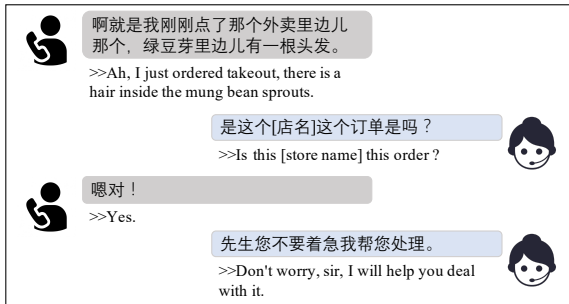 啊就是我刚刚点了那个外卖里边儿
那个，绿豆芽里边儿有一根头发。
>>Ah, I just ordered takeout, there is a
hair inside the mung bean sprouts.
是这个[店名]这个订单是吗？
>>Is this [store name] this order ?
嗯对！
>>Yes.
先生您不要着急我帮您处理。
>>Don't worry, sir, I will help you deal
with it.